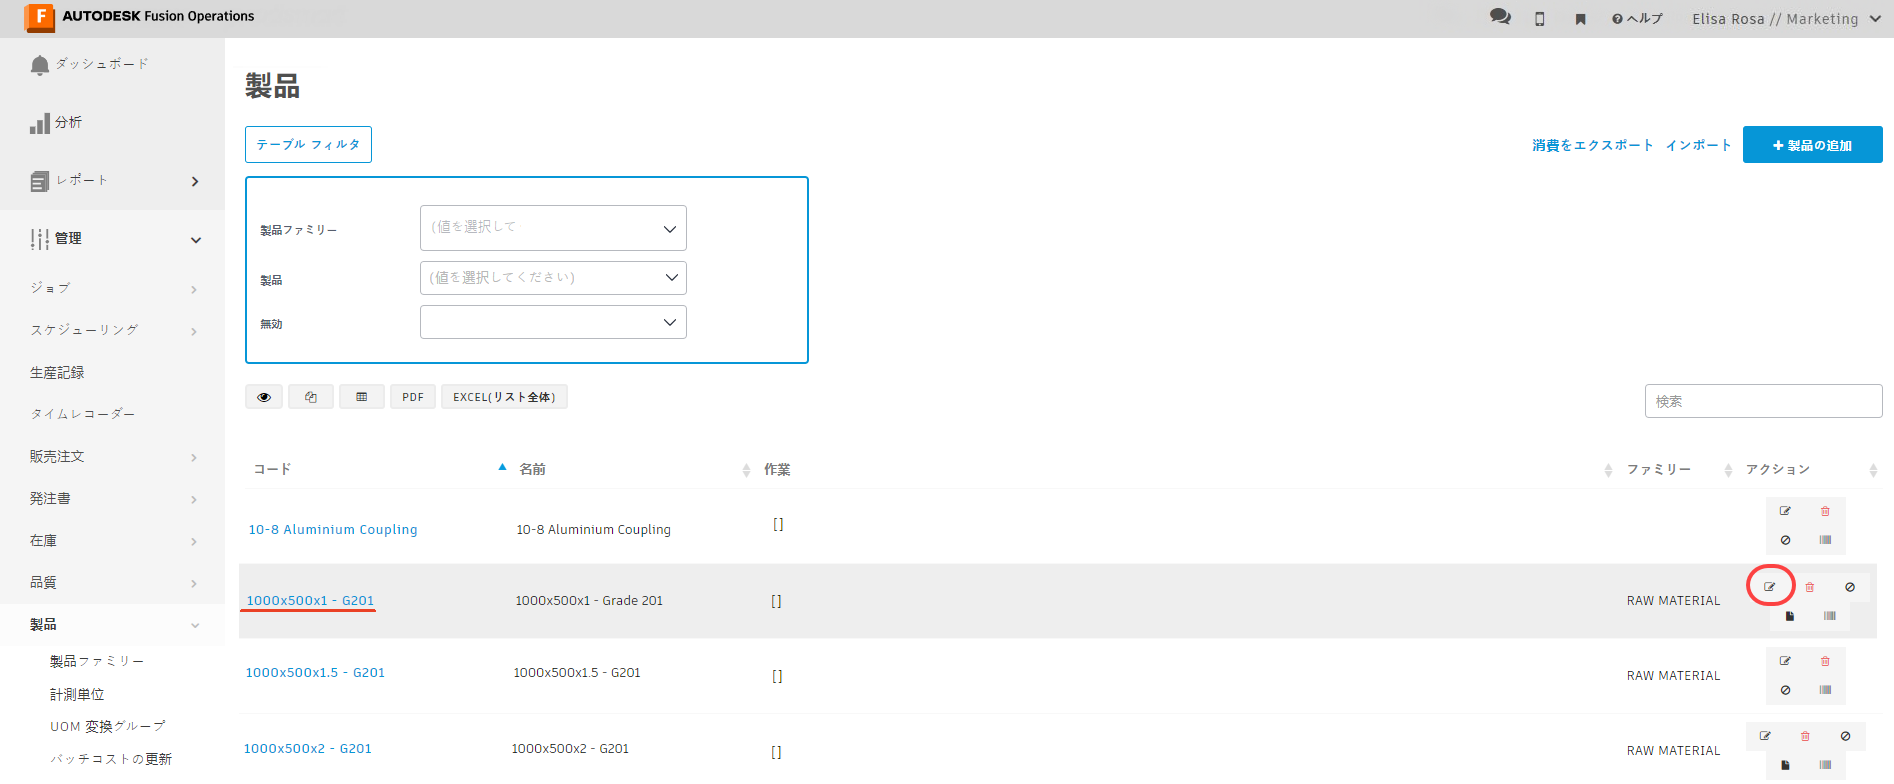 AUTODESK Fusion Operations
ヘルプ
Elisa Rosa // Marketing
ダッシュボード
分析
レポート
管理
ジョブ
スケジューリング
生産記録
タイムレコーダー
販売注文
発注書
在庫
品質
製品
製品ファミリー
計測単位
UOM 変換グループ
バッチコストの更新
製品
テーブル フィルタ
消費をエクスポート インポート 製品の追加
製品ファミリー (値を選択して
製品 (値を選択してください)
無効
PDF EXCEL(リスト全体)
検索
コード 名前 作業 ファミリー アクション
10-8 Aluminium Coupling 10-8 Aluminium Coupling []
1000x500x1 - G201 1000x500x1 - Grade 201 [] RAW MATERIAL
1000x500x1.5 - G201 1000x500x1.5 - G201 [] RAW MATERIAL
1000x500x2 - G201 1000x500x2 - G201 [] RAW MATERIAL